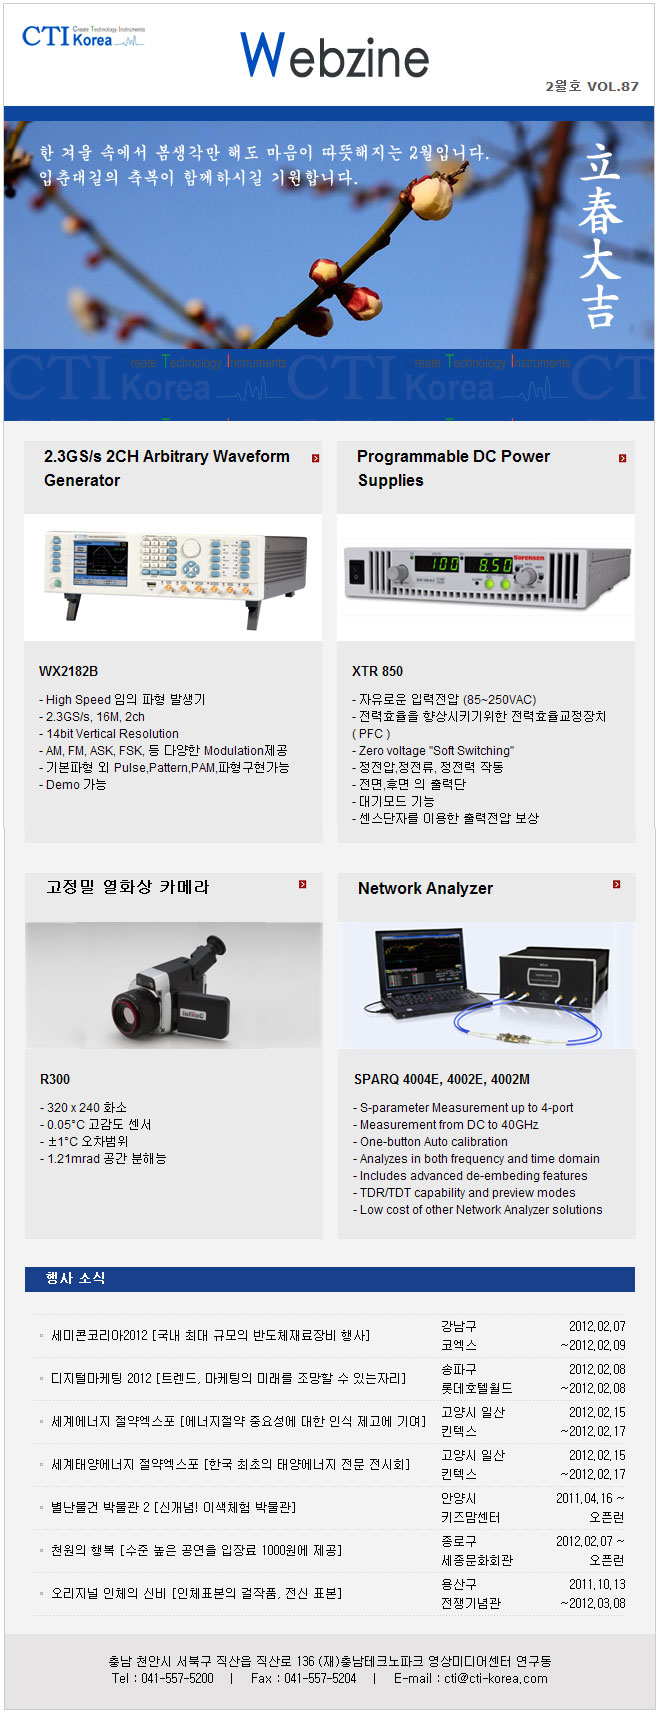 CTI Korea
Create Technology Instruments
Webzine
2월호 VOL.87
한 겨울 속에서 봄생각만 해도 마음이 따뜻해지는 2월입니다.
입춘대길의 축복이 함께하시길 기원합니다.
立春大吉
Create Technology Instruments
CTI Korea
Create Technology Instruments
CTI Korea
2.3GS/s 2CH Arbitrary Waveform
Generator
Programmable DC Power
Supplies
SORENSEN
100
8.50
WX2182B
- High Speed 임의 파형 발생기
- 2.3GS/s, 16M, 2ch
- 14bit Vertical Resolution
- AM, FM, ASK, FSK, 등 다양한 Modulation제공
- 기본파형 외 Pulse,Pattern,PAM,파형구현가능
- Demo 가능
XTR 850
- 자유로운 입력전압 (85~250VAC)
- 전력효율을 향상시키기위한 전력효율교정장치
( PFC )
- Zero voltage "Soft Switching"
- 정전압,정전류, 정전력 작동
- 전면,후면 의 출력단
- 대기모드 기능
- 센스단자를 이용한 출력전압 보상
고정밀 열화상 카메라
Network Analyzer
R300
- 320 x 240 화소
- 0.05°C 고감도 센서
- ±1°C 오차범위
- 1.21mrad 공간 분해능
SPARQ 4004E, 4002E, 4002M
- S-parameter Measurement up to 4-port
- Measurement from DC to 40GHz
- One-button Auto calibration
- Analyzes in both frequency and time domain
- Includes advanced de-embeding features
- TDR/TDT capability and preview modes
- Low cost of other Network Analyzer solutions
행사 소식
세미콘코리아2012 [국내 최대 규모의 반도체재료장비 행사]
강남구 코엑스
2012.02.07 ~2012.02.09
디지털마케팅 2012 [트렌드, 마케팅의 미래를 조망할 수 있는자리]
송파구 롯데호텔월드
2012.02.08 ~2012.02.08
세계에너지 절약엑스포 [에너지절약 중요성에 대한 인식 제고에 기여]
고양시 일산 킨텍스
2012.02.15 ~2012.02.17
세계태양에너지 절약엑스포 [한국 최초의 태양에너지 전문 전시회]
고양시 일산 킨텍스
2012.02.15 ~2012.02.17
별난물건 박물관 2 [신개념! 이색체험 박물관]
안양시 키즈맘센터
2011.04.16 ~ 오픈런
천원의 행복 [수준 높은 공연을 입장료 1000원에 제공]
종로구 세종문화회관
2012.02.07 ~ 오픈런
오리지널 인체의 신비 [인체표본의 걸작품, 전신 표본]
용산구 전쟁기념관
2011.10.13 ~2012.03.08
충남 천안시 서북구 직산읍 직산로 136 (재)충남테크노파크 영상미디어센터 연구동
Tel : 041-557-5200 | Fax : 041-557-5204 | E-mail : cti@cti-korea.com